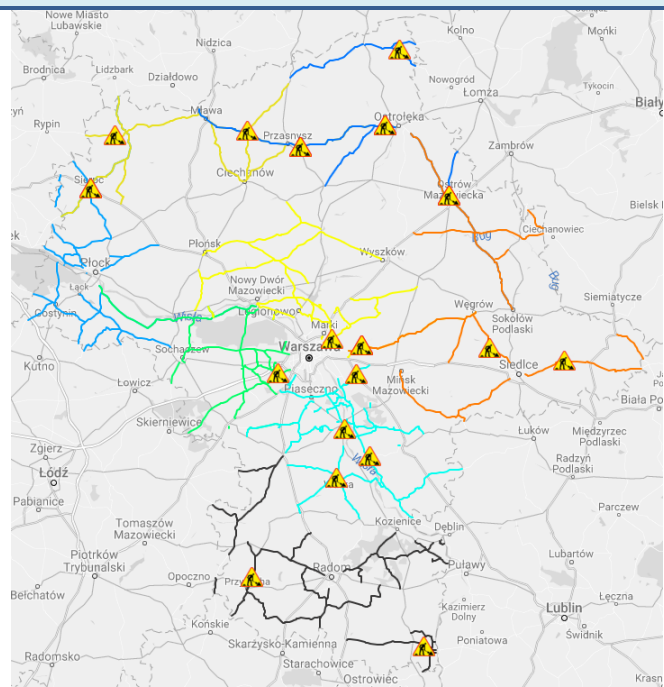 Nowe Miasto
Lubawskie
Nidzica
Kolno
Mońki
Brodnica
Lidzbark
Działdowo
Nowogród
Łomża
Tykocin
Biały
Rypin
Mława
Przasnysz
Ostrołęka
Zambrów
Sierpc
Ciechanów
Ostrów
Mazowiecka
Bielsk
Ciechanowiec
Płońsk
Wyszków
Bug
Bug
Płock
Łąck
Nowy Dwór
Mazowiecki
Siemiatycze
Gostynin
Wisła
Legionowo
Węgrów
Sokołów
Podlaski
Marki
Sochaczew
Kutno
Siedlce
Łowicz
Piaseczno
Mińsk
Mazowiecki
Biała
Skierniewice
Łuków
Międzyrzec
Podlaski
Zgierz
Wisła
Radzyń
Podlaski
Łódź
Pabianice
Parczew
Kozienice
Dęblin
Tomaszów
Mazowiecki
Lubartów
Piotrków
Trybunalski
Opoczno
Radom
Puławy
Bełchatów
Łęczna
Kazimierz
Dolny
Lublin
Końskie
Świdnik
Poniatowa
Skarżysko-Kamienna
Radomsko
Starachowice
Ostrowiec